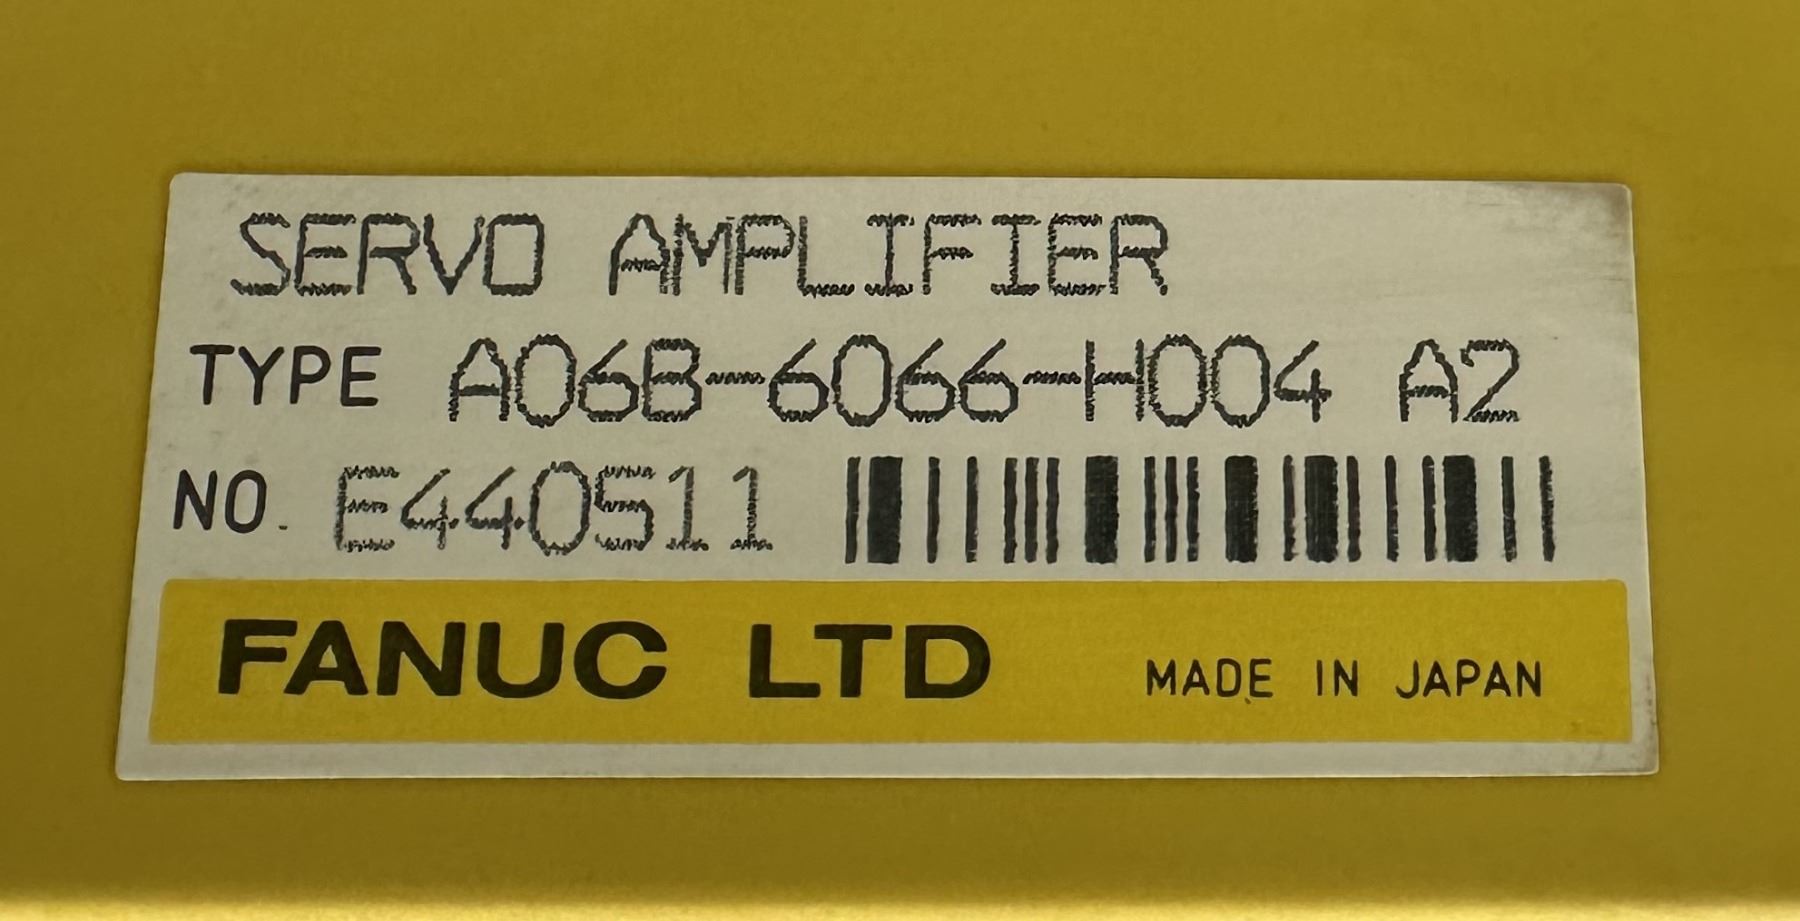 SERVO AMPLIFIER
TYPE A06B-6066-H004 A2
NO. E440511
FANUC LTD MADE IN JAPAN